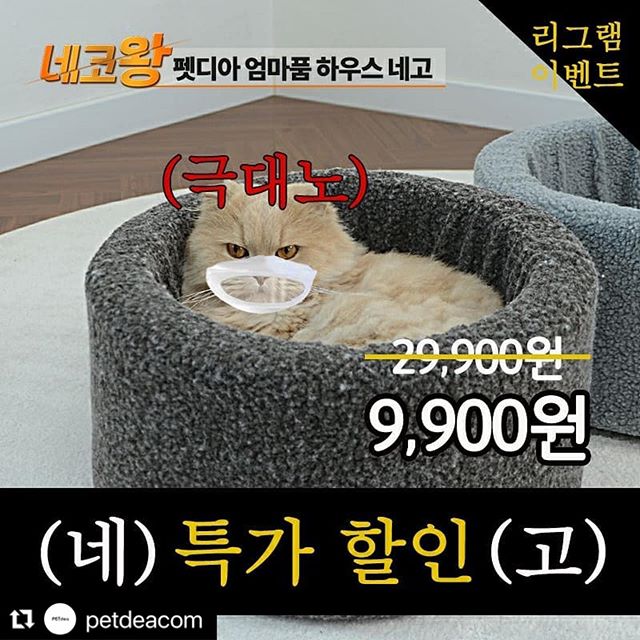 네코왕 펫디아 엄마품 하우스 네고
리그램
이벤트
(극대노)
29,900원
9,900원
(네) 특가 할인 (고)
petdeacom